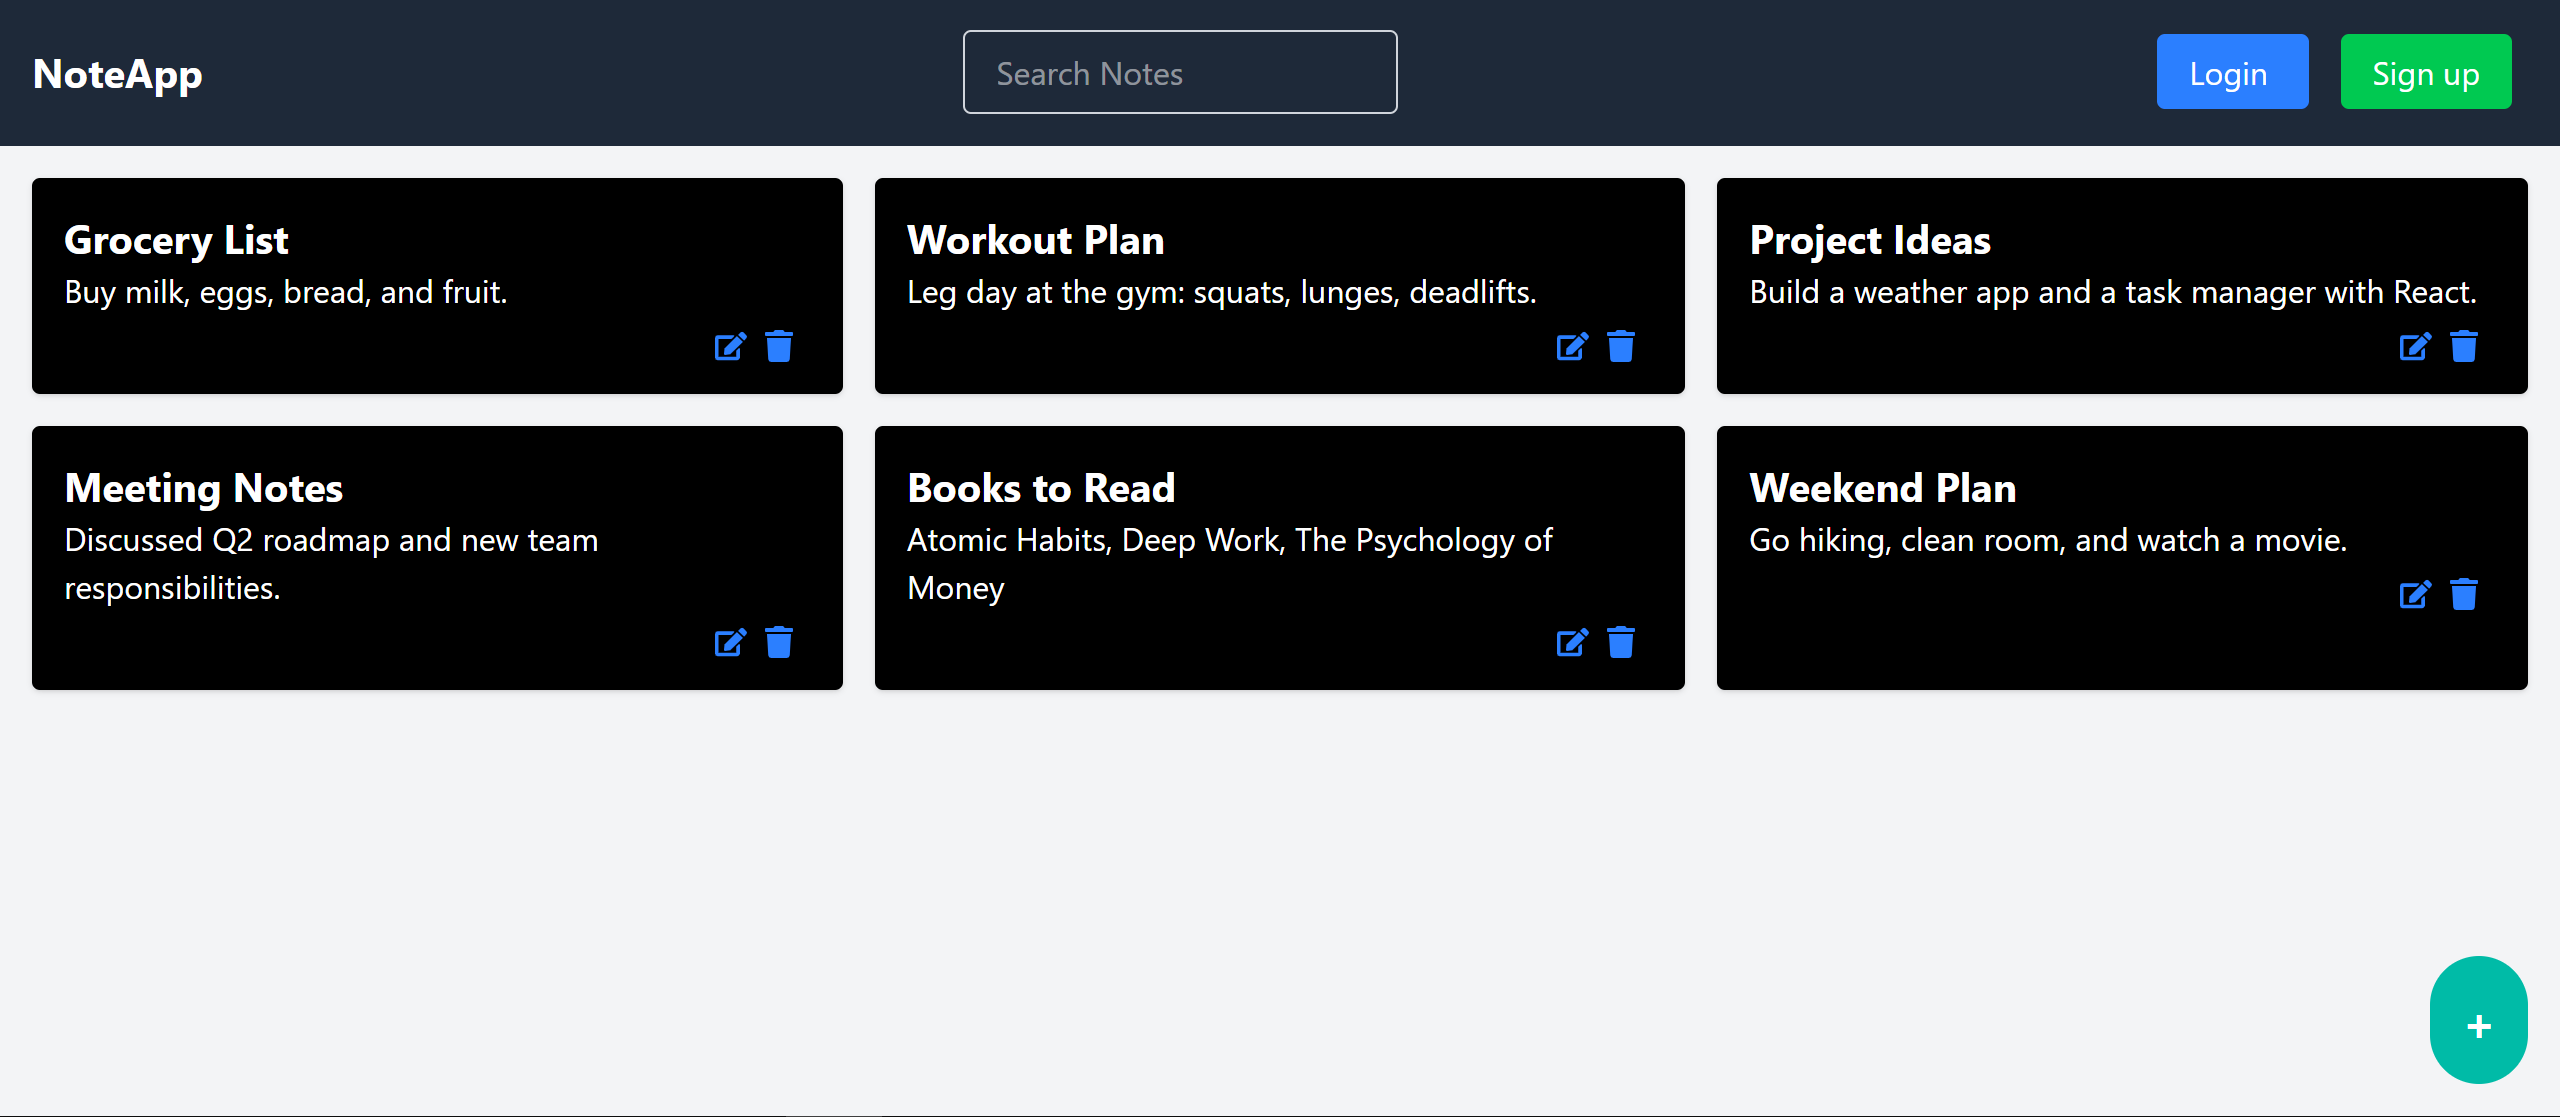 NoteApp
Search Notes
Login
Sign up
Grocery List
Buy milk, eggs, bread, and fruit.
Workout Plan
Leg day at the gym: squats, lunges, deadlifts.
Project Ideas
Build a weather app and a task manager with React.
Meeting Notes
Discussed Q2 roadmap and new team
responsibilities.
Books to Read
Atomic Habits, Deep Work, The Psychology of
Money
Weekend Plan
Go hiking, clean room, and watch a movie.
+